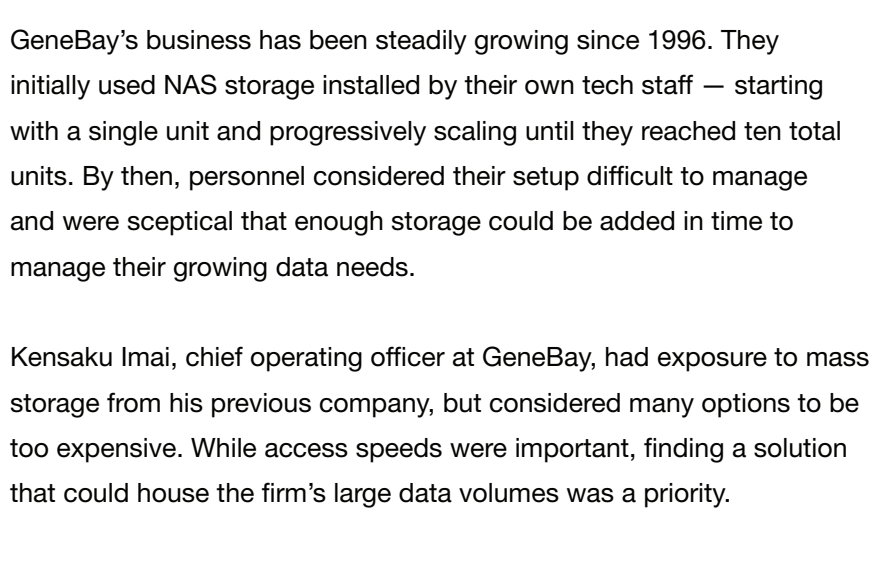 GeneBay’s business has been steadily growing since 1996. They
initially used NAS storage installed by their own tech staff — starting
with a single unit and progressively scaling until they reached ten total
units. By then, personnel considered their setup difficult to manage
and were sceptical that enough storage could be added in time to
manage their growing data needs.
Kensaku Imai, chief operating officer at GeneBay, had exposure to mass
storage from his previous company, but considered many options to be
too expensive. While access speeds were important, finding a solution
that could house the firm’s large data volumes was a priority.